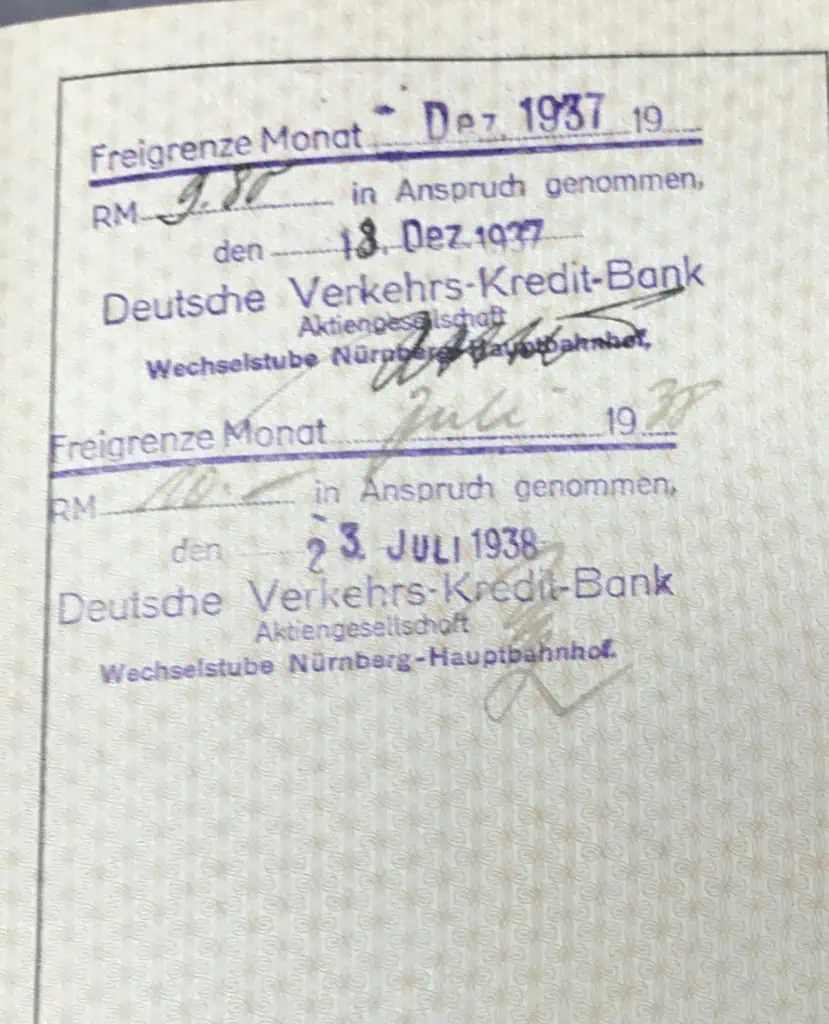 Freigrenze Monat - Dez. 1937 19
RM 9.80 in Anspruch genommen,
den 18. Dez. 1937
Deutsche Verkehrs-Kredit-Bank
Aktiengesellschaft
Wechselstube Nürnberg-Hauptbahnhof.
Freigrenze Monat Juli 1938
RM 10.- in Anspruch genommen,
den 23. JULI 1938
Deutsche Verkehrs-Kredit-Bank
Aktiengesellschaft
Wechselstube Nürnberg-Hauptbahnhof.